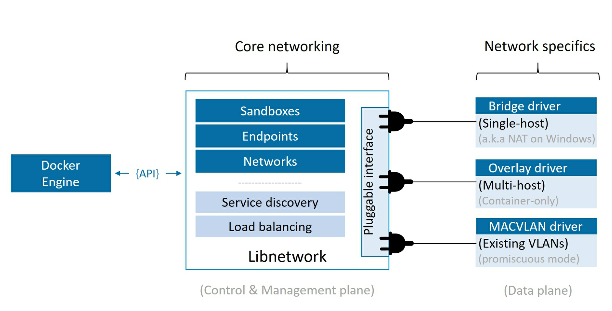 Core networking
Network specifics
Docker
Engine
{API}
Sandboxes
Endpoints
Networks
Service discovery
Load balancing
Libnetwork
Pluggable interface
(Control & Management plane)
Bridge driver
(Single-host)
(a.k.a NAT on Windows)
Overlay driver
(Multi-host)
(Container-only)
MACVLAN driver
(Existing VLANs)
(promiscuous mode)
(Data plane)